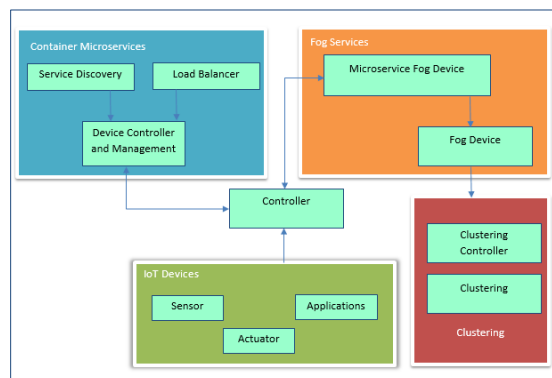 Container Microservices
Service Discovery
Load Balancer
Device Controller
and Management
Fog Services
Microservice Fog Device
Fog Device
Controller
Clustering
Controller
Clustering
Clustering
IoT Devices
Sensor
Applications
Actuator